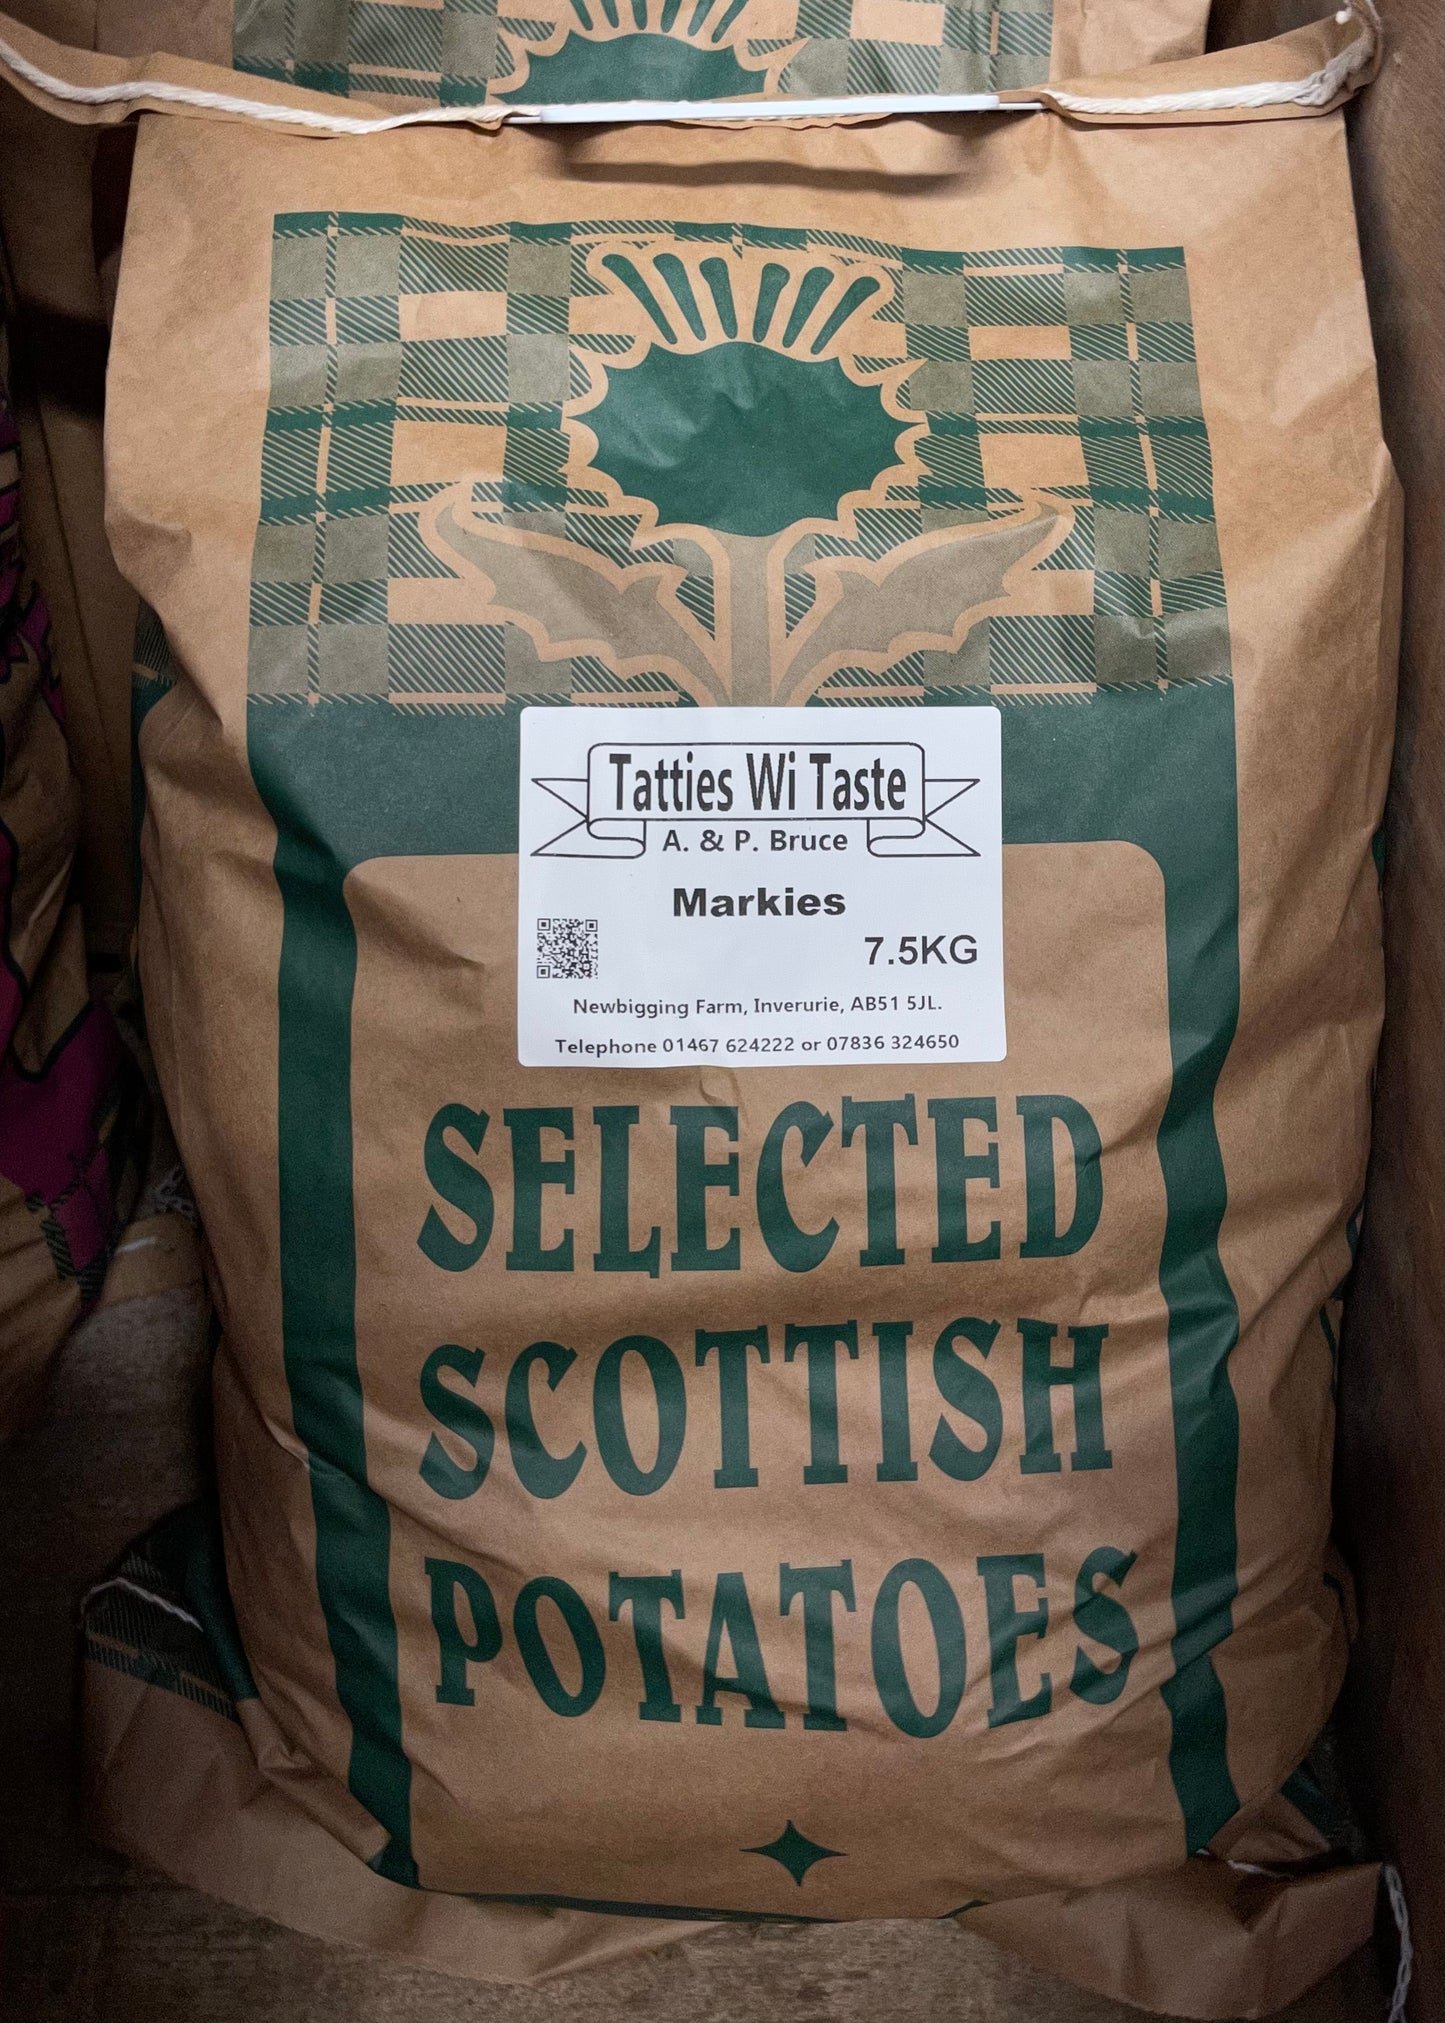 Tatties Wi Taste
A. & P. Bruce
Markies
7.5KG
Newbigging Farm, Inverurie, AB51 5JL.
Telephone 01467 624222 or 07836 324650
SELECTED
SCOTTISH
POTATOES